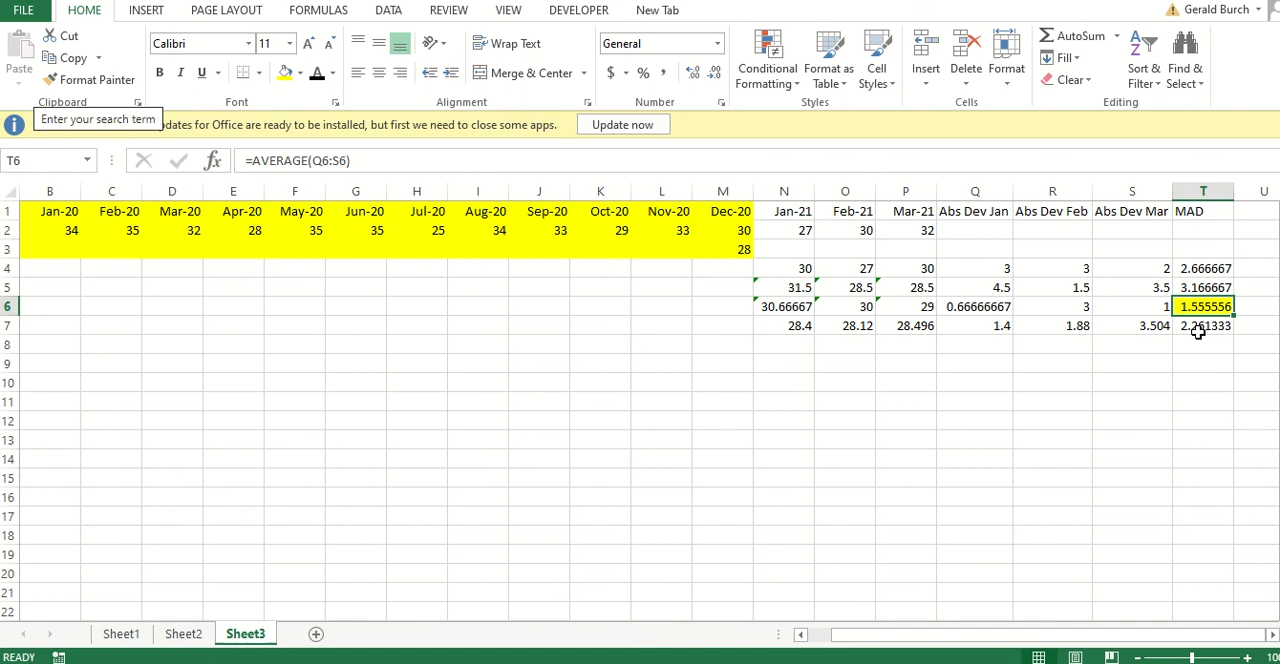 FILE HOME INSERT PAGE LAYOUT FORMULAS DATA REVIEW VIEW DEVELOPER New Tab Gerald Burch
Cut
Copy
Format Painter
Paste
Clipboard
Calibri 11
B I U
Font
Wrap Text
Merge & Center
Alignment
General
$ % ,
Number
Conditional Formatting
Format as Table
Cell Styles
Styles
Insert Delete Format
Cells
AutoSum
Fill
Clear
Sort & Filter
Find & Select
Editing
Enter your search term
pdates for Office are ready to be installed, but first we need to close some apps. Update now
T6 fx =AVERAGE(Q6:S6)
B C D E F G H I J K L M N O P Q R S T U
1 Jan-20 Feb-20 Mar-20 Apr-20 May-20 Jun-20 Jul-20 Aug-20 Sep-20 Oct-20 Nov-20 Dec-20 Jan-21 Feb-21 Mar-21 Abs Dev Jan Abs Dev Feb Abs Dev Mar MAD
2 34 35 32 28 35 35 25 34 33 29 33 30 27 30 32
3 28
4 30 27 30 3 3 2 2.666667
5 31.5 28.5 28.5 4.5 1.5 3.5 3.166667
6 30.66667 30 29 0.66666667 3 1 1.555556
7 28.4 28.12 28.496 1.4 1.88 3.504 2.261333
8
9
10
11
12
13
14
15
16
17
18
19
20
21
22
Sheet1 Sheet2 Sheet3
READY